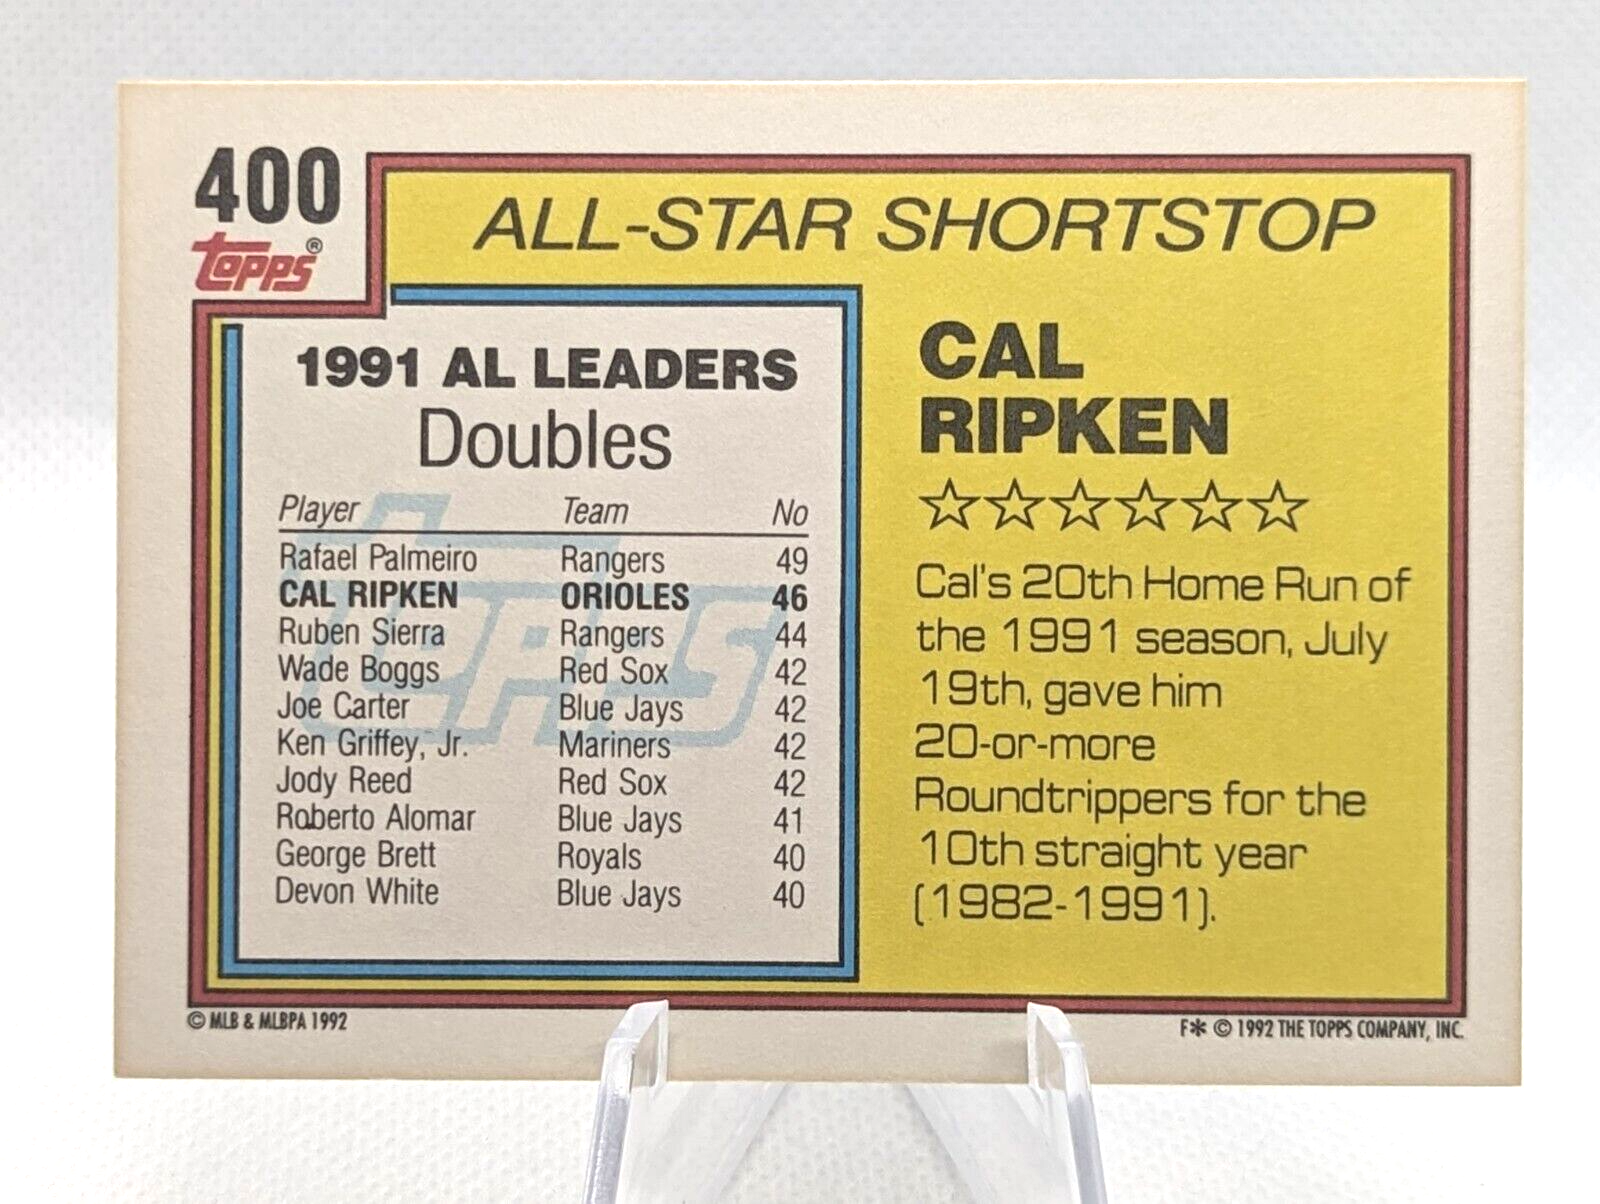 400
topps®
ALL-STAR SHORTSTOP
1991 AL LEADERS
Doubles
Player Team No
Rafael Palmeiro Rangers 49
CAL RIPKEN ORIOLES 46
Ruben Sierra Rangers 44
Wade Boggs Red Sox 42
Joe Carter Blue Jays 42
Ken Griffey, Jr. Mariners 42
Jody Reed Red Sox 42
Roberto Alomar Blue Jays 41
George Brett Royals 40
Devon White Blue Jays 40
topps
CAL
RIPKEN
☆☆☆☆☆☆
Cal's 20th Home Run of
the 1991 season, July
19th, gave him
20-or-more
Roundtrippers for the
10th straight year
(1982-1991).
© MLB & MLBPA 1992
F* © 1992 THE TOPPS COMPANY, INC.